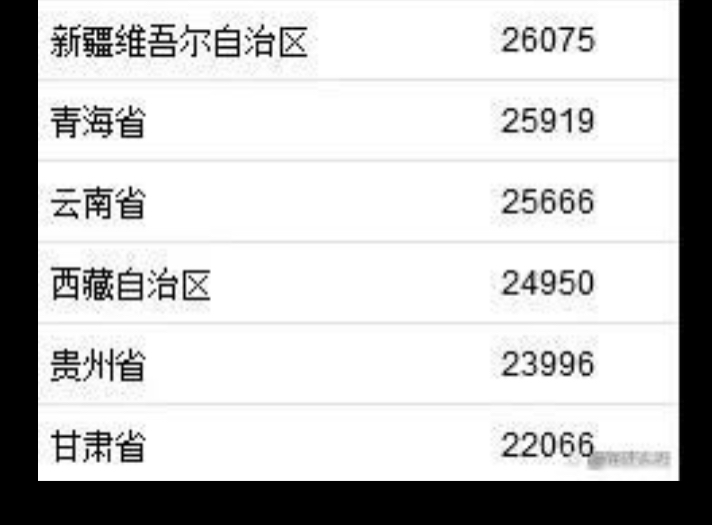 新疆维吾尔自治区 26075
青海省 25919
云南省 25666
西藏自治区 24950
贵州省 23996
甘肃省 22066